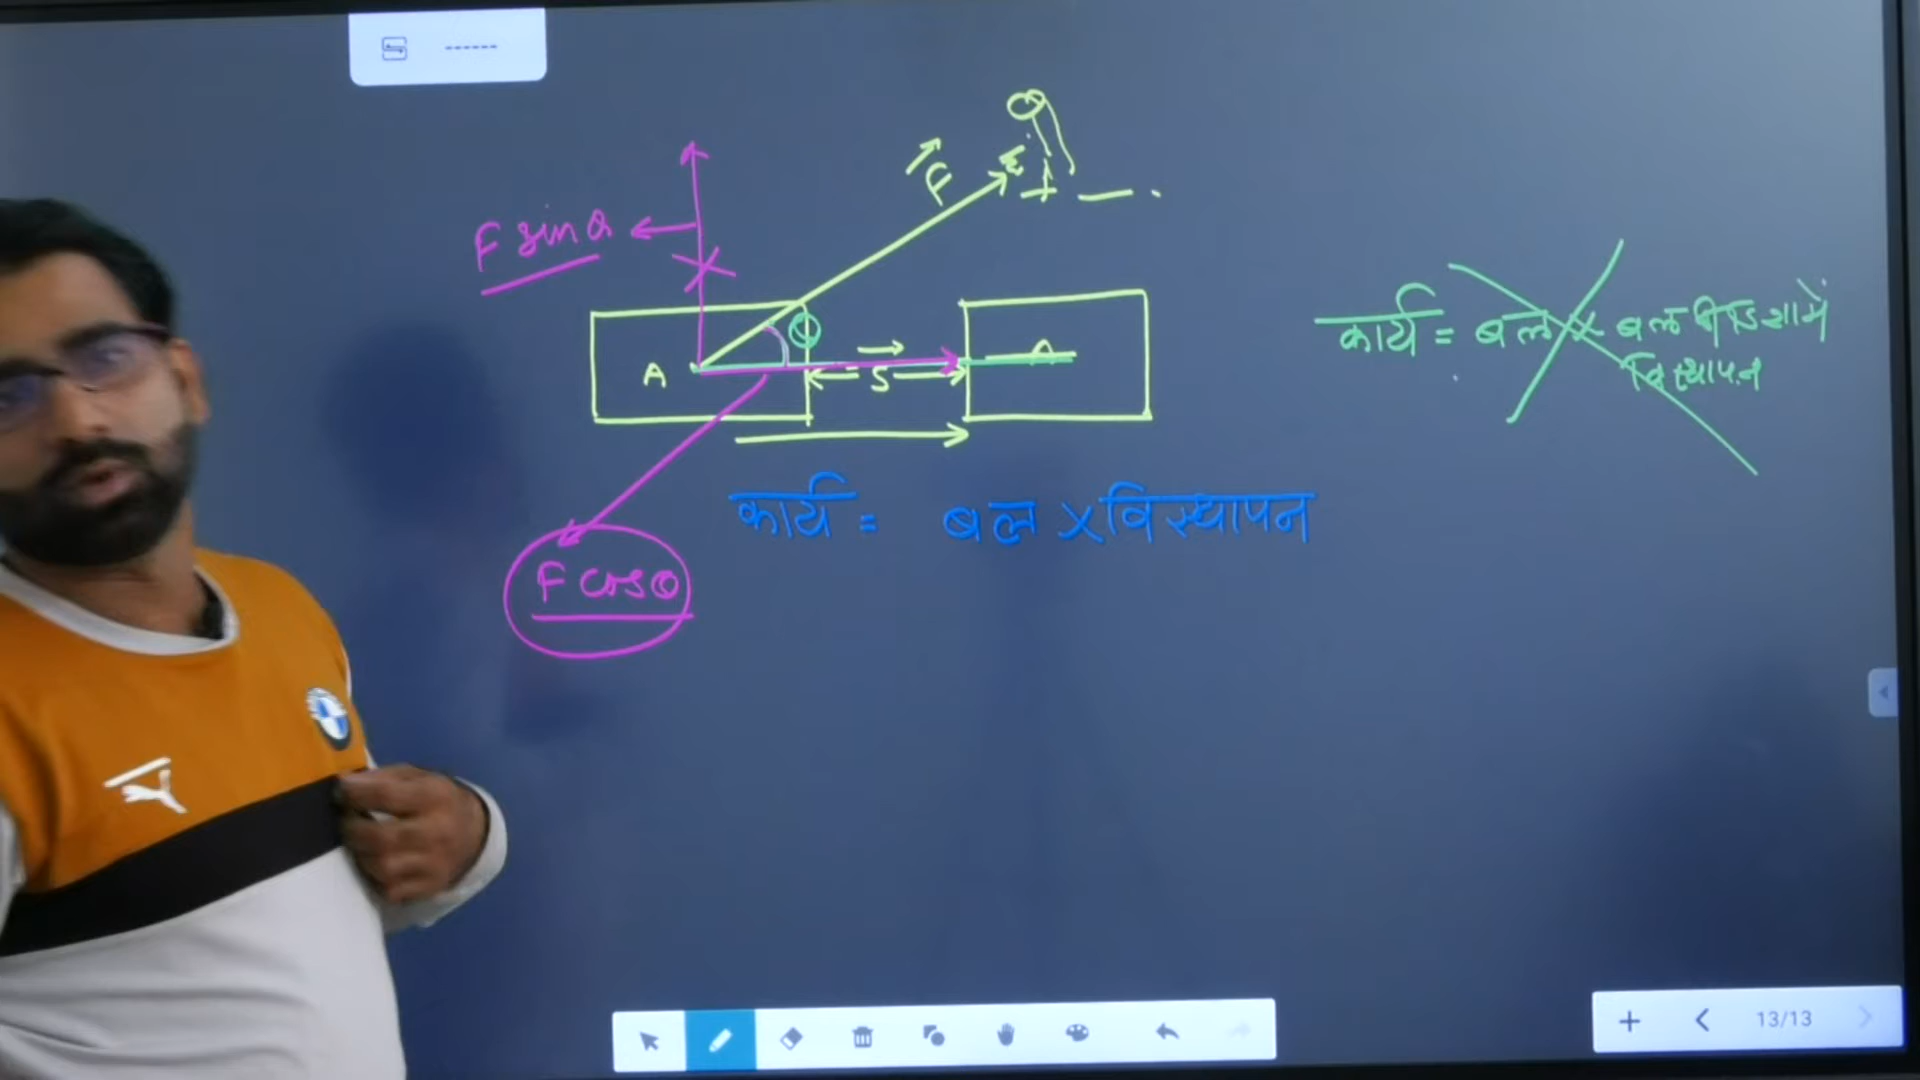 F
F sinθ
θ
A
S
A
कार्य = बल × बल की दिशा में
विस्थापन
कार्य = बल × विस्थापन
F cosθ
13/13